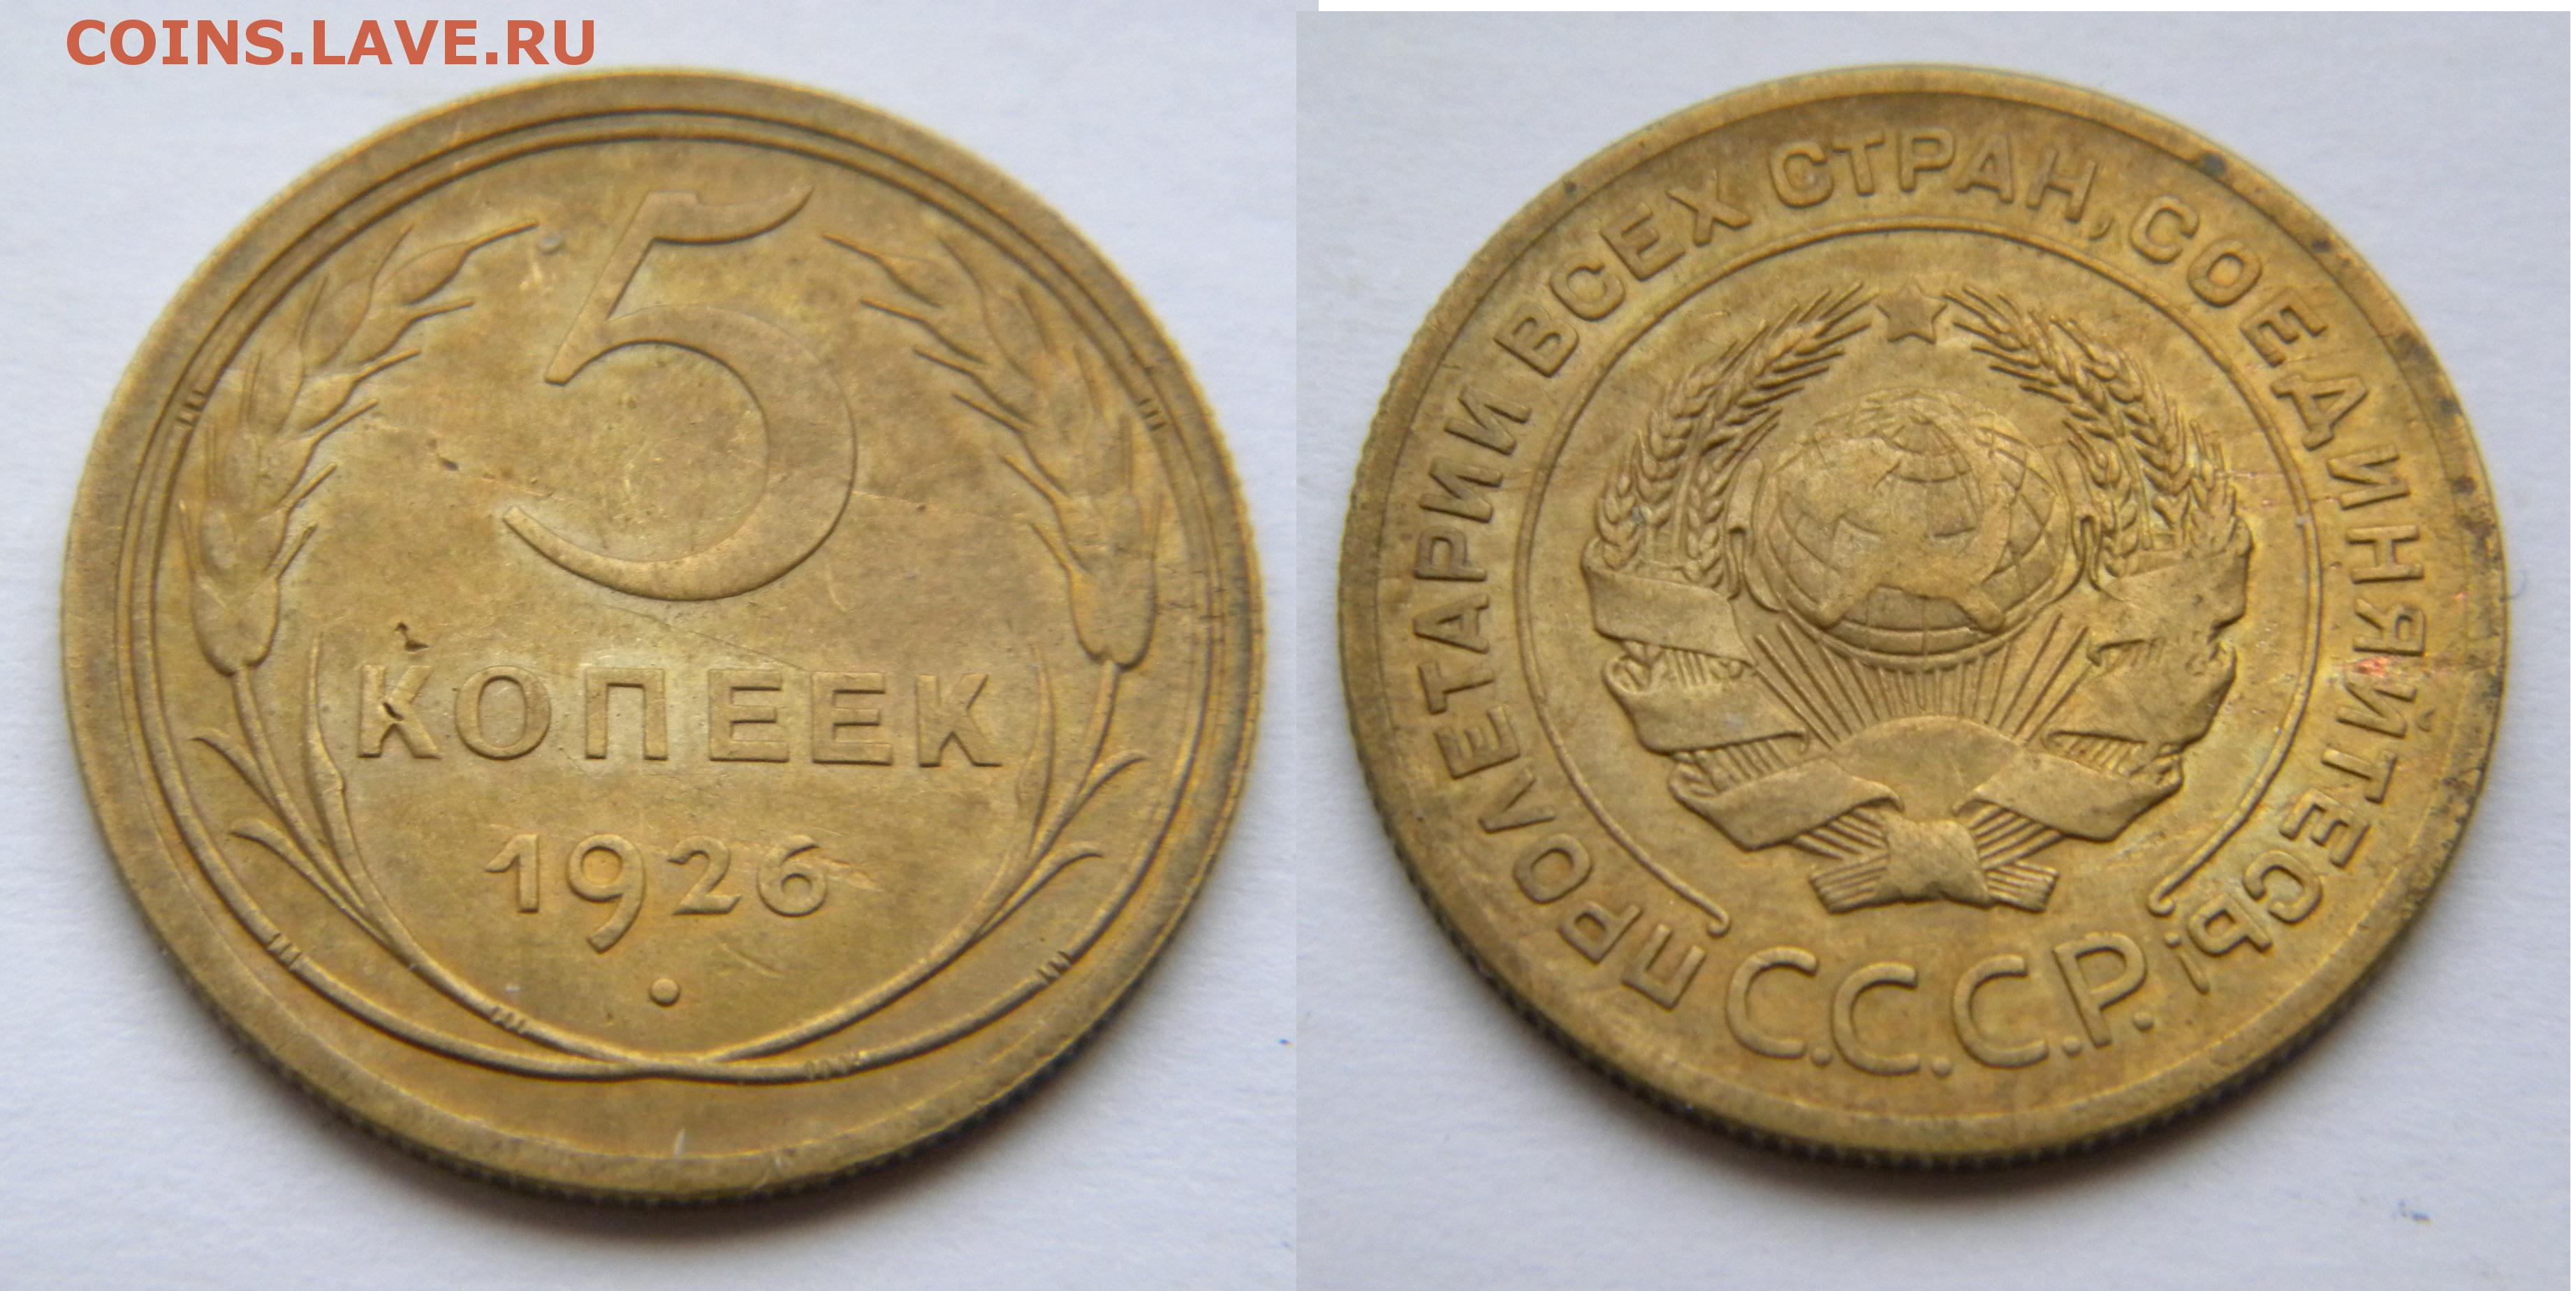 COINS.LAVE.RU
5
КОПЕЕК
1926
ПРОЛЕТАРИИ ВСЕХ СТРАН, СОЕДИНЯЙТЕСЬ!
С.С.С.Р.